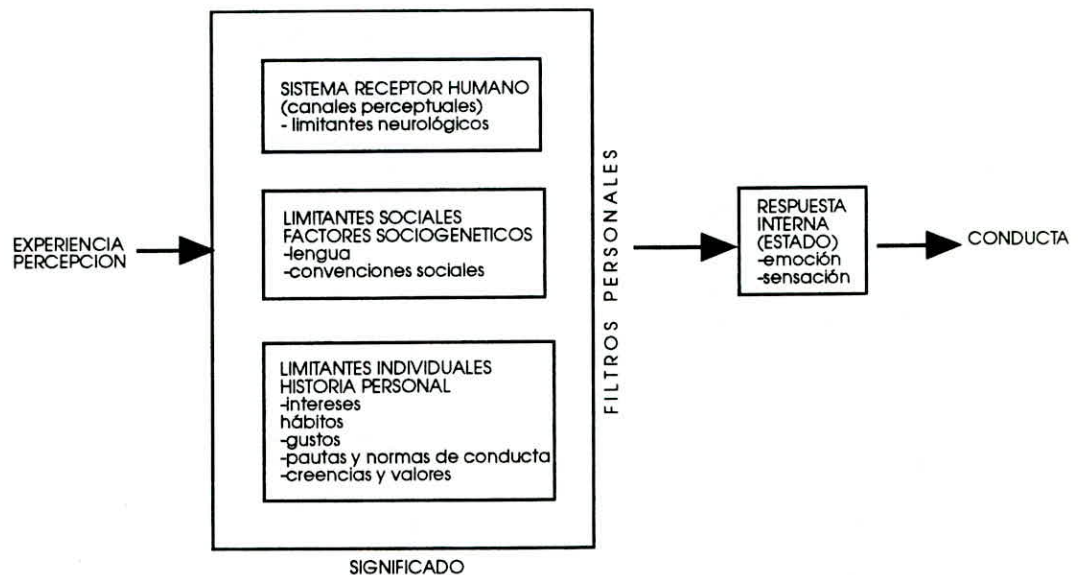 EXPERIENCIA
PERCEPCION
SISTEMA RECEPTOR HUMANO
(canales perceptuales)
- limitantes neurológicos
LIMITANTES SOCIALES
FACTORES SOCIOGENETICOS
-lengua
-convenciones sociales
LIMITANTES INDIVIDUALES
HISTORIA PERSONAL
-intereses
hábitos
-gustos
-pautas y normas de conducta
-creencias y valores
SIGNIFICADO
FILTROS PERSONALES
RESPUESTA
INTERNA
(ESTADO)
-emoción
-sensación
CONDUCTA